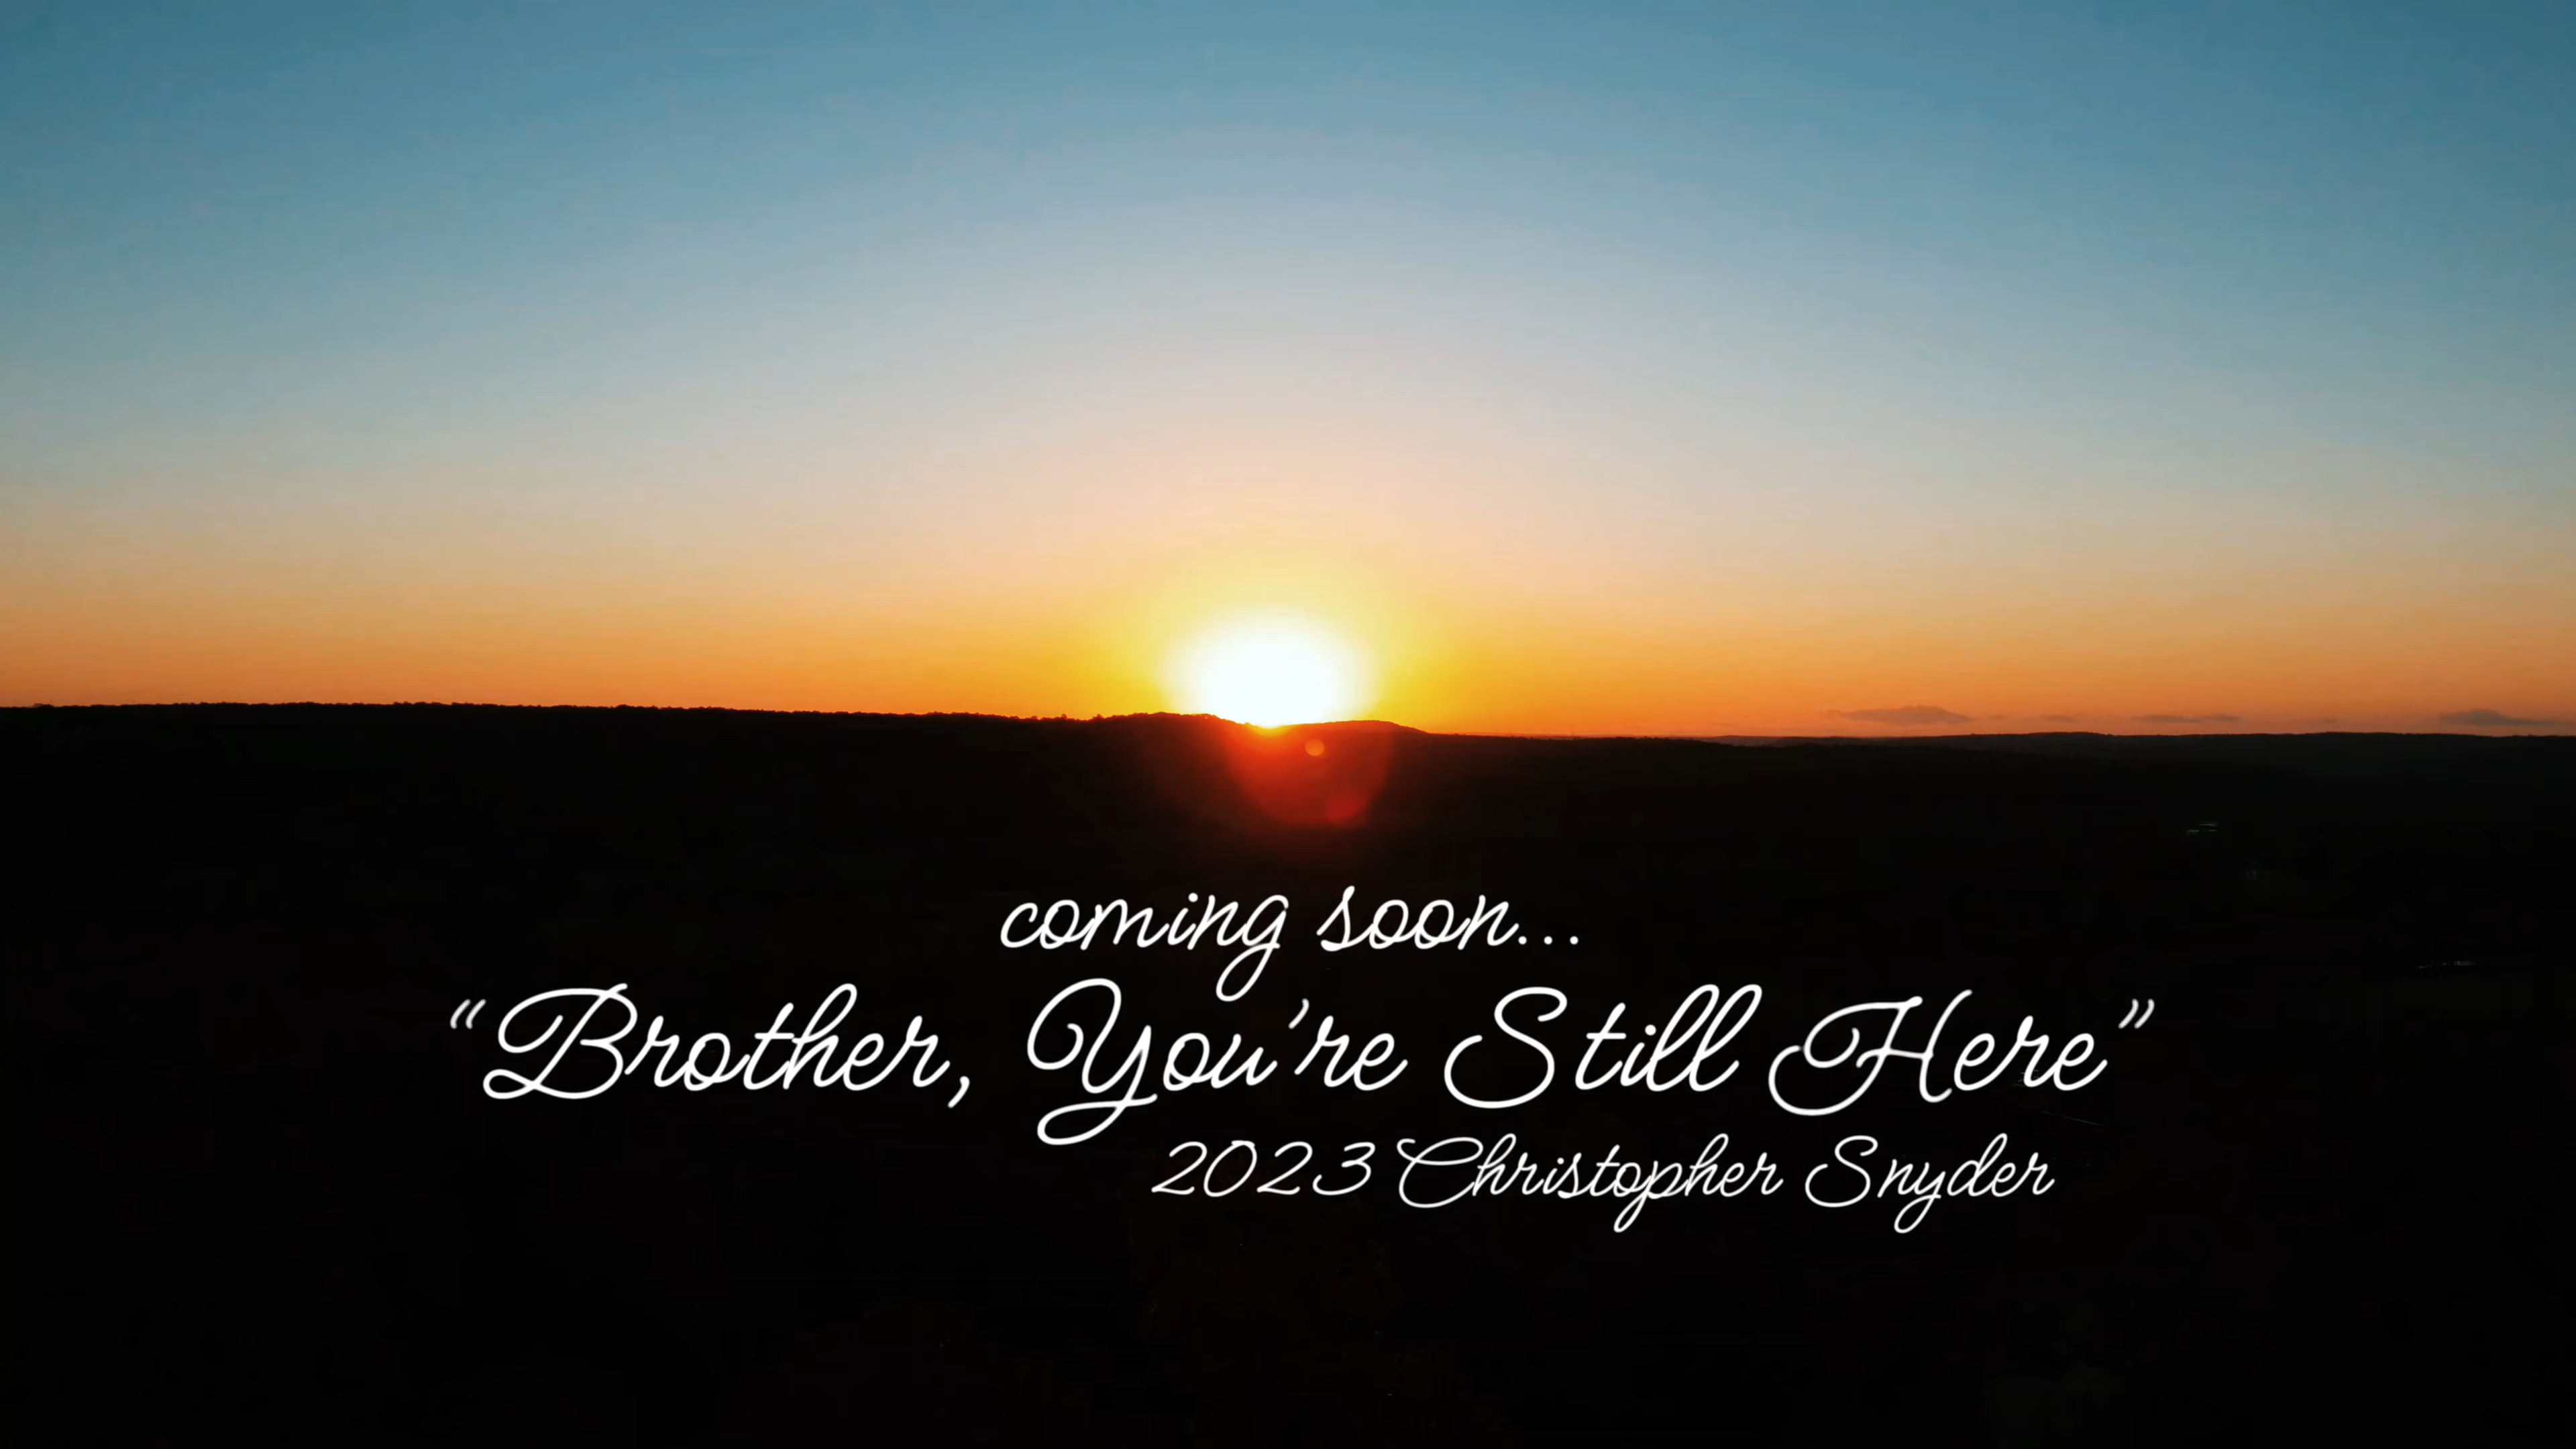 coming soon...
“Brother, You’re Still Here”
2023 Christopher Snyder